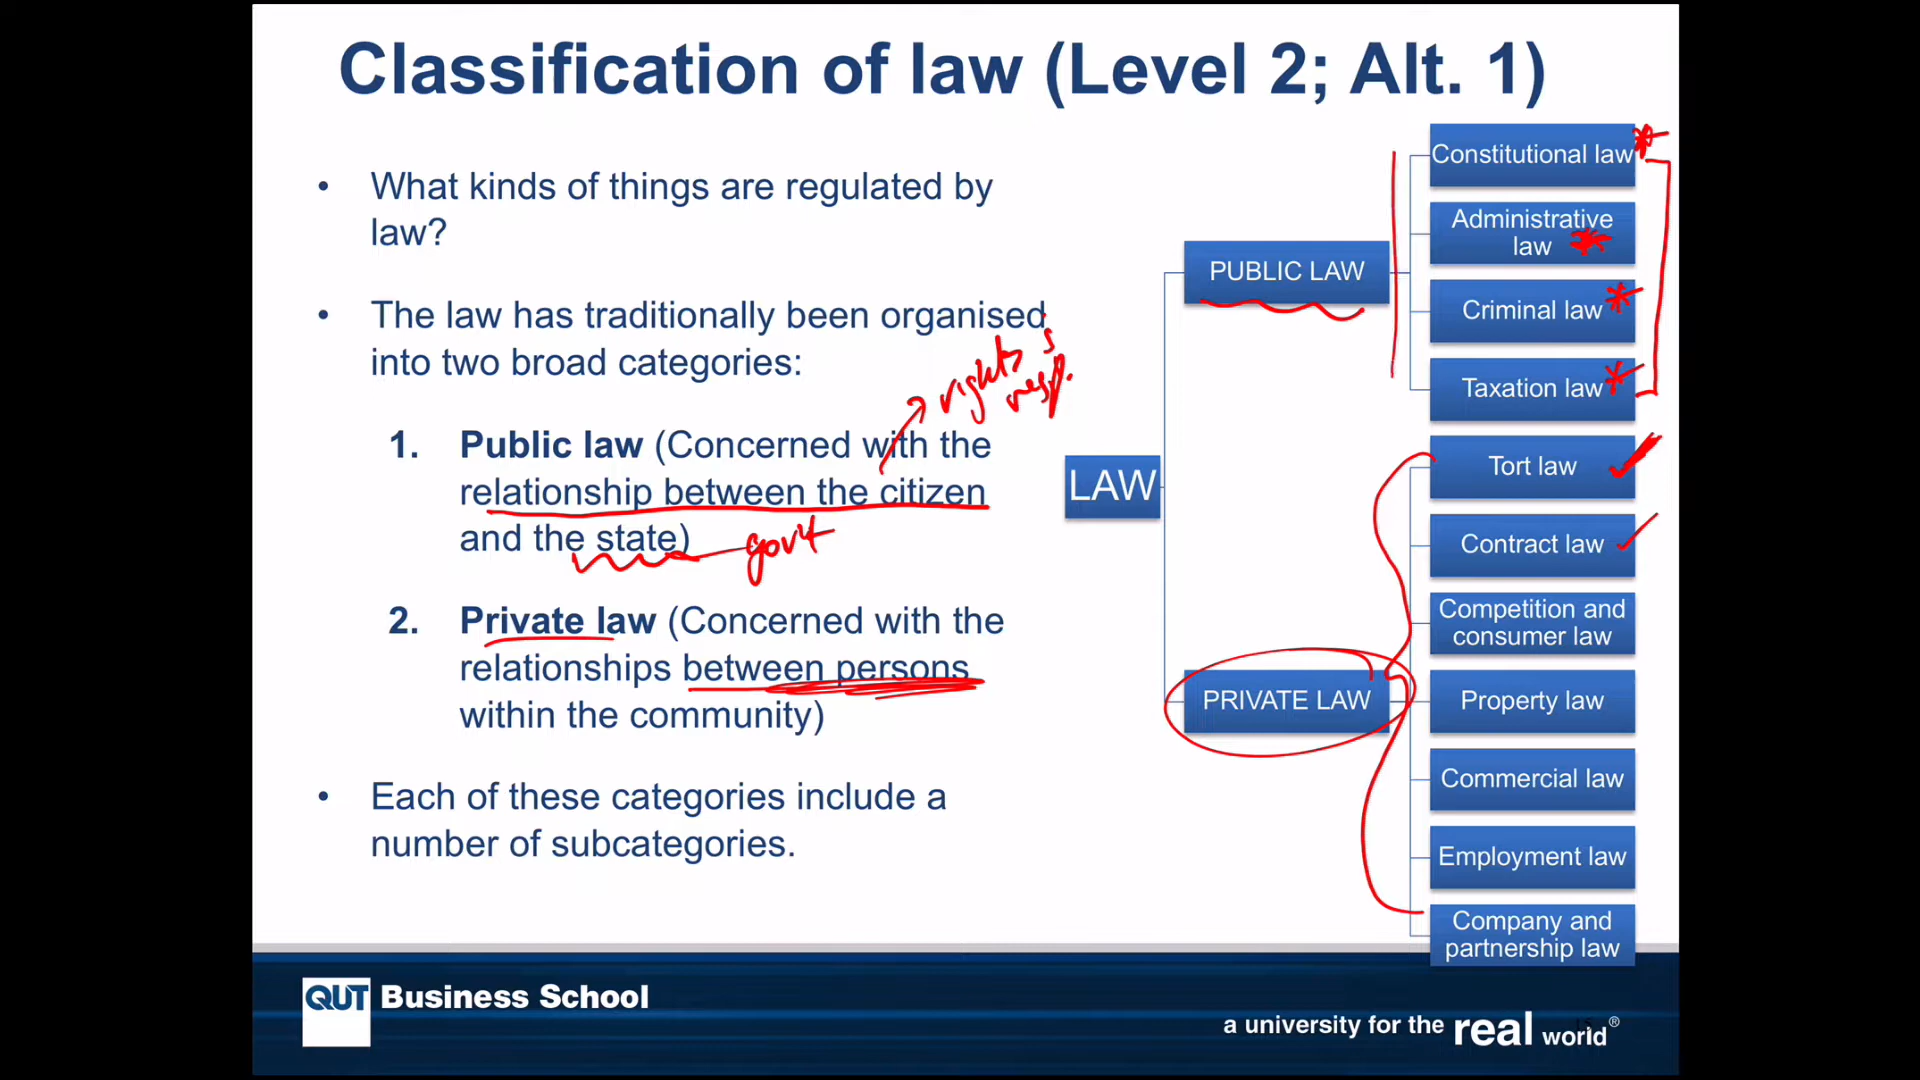 Classification of law (Level 2; Alt. 1)
• What kinds of things are regulated by
law?
• The law has traditionally been organised
into two broad categories:
rights &
resp.
1. Public law (Concerned with the
relationship between the citizen
and the state)
gov't
2. Private law (Concerned with the
relationships between persons
within the community)
• Each of these categories include a
number of subcategories.
LAW
PUBLIC LAW
Constitutional law
Administrative
law
Criminal law
Taxation law
PRIVATE LAW
Tort law
Contract law
Competition and
consumer law
Property law
Commercial law
Employment law
Company and
partnership law
QUT Business School
a university for the real world®